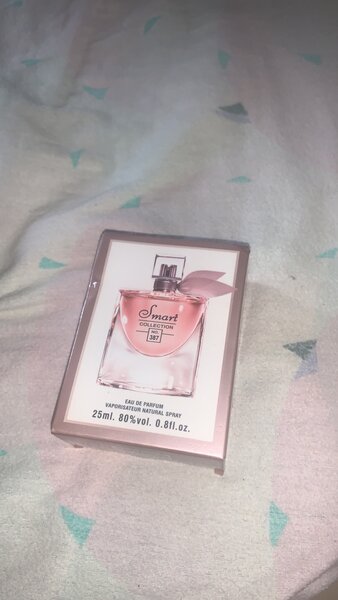 Smart
COLLECTION
NO.
387
EAU DE PARFUM
VAPORISATEUR NATURAL SPRAY
25ml. 80%vol. 0.8fl.oz.